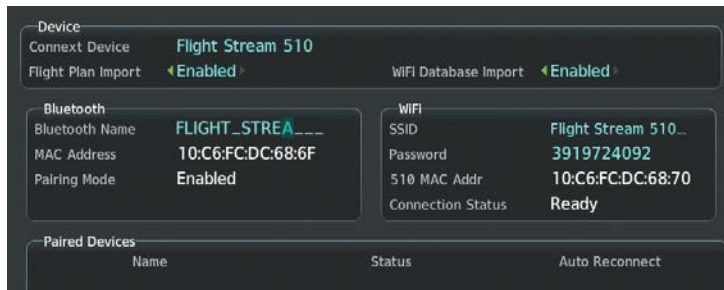 Device
Connext Device Flight Stream 510
Flight Plan Import Enabled WiFi Database Import Enabled
Bluetooth
Bluetooth Name FLIGHT_STREA___
MAC Address 10:C6:FC:DC:68:6F
Pairing Mode Enabled
WiFi
SSID Flight Stream 510...
Password 3919724092
510 MAC Addr 10:C6:FC:DC:68:70
Connection Status Ready
Paired Devices
Name Status Auto Reconnect